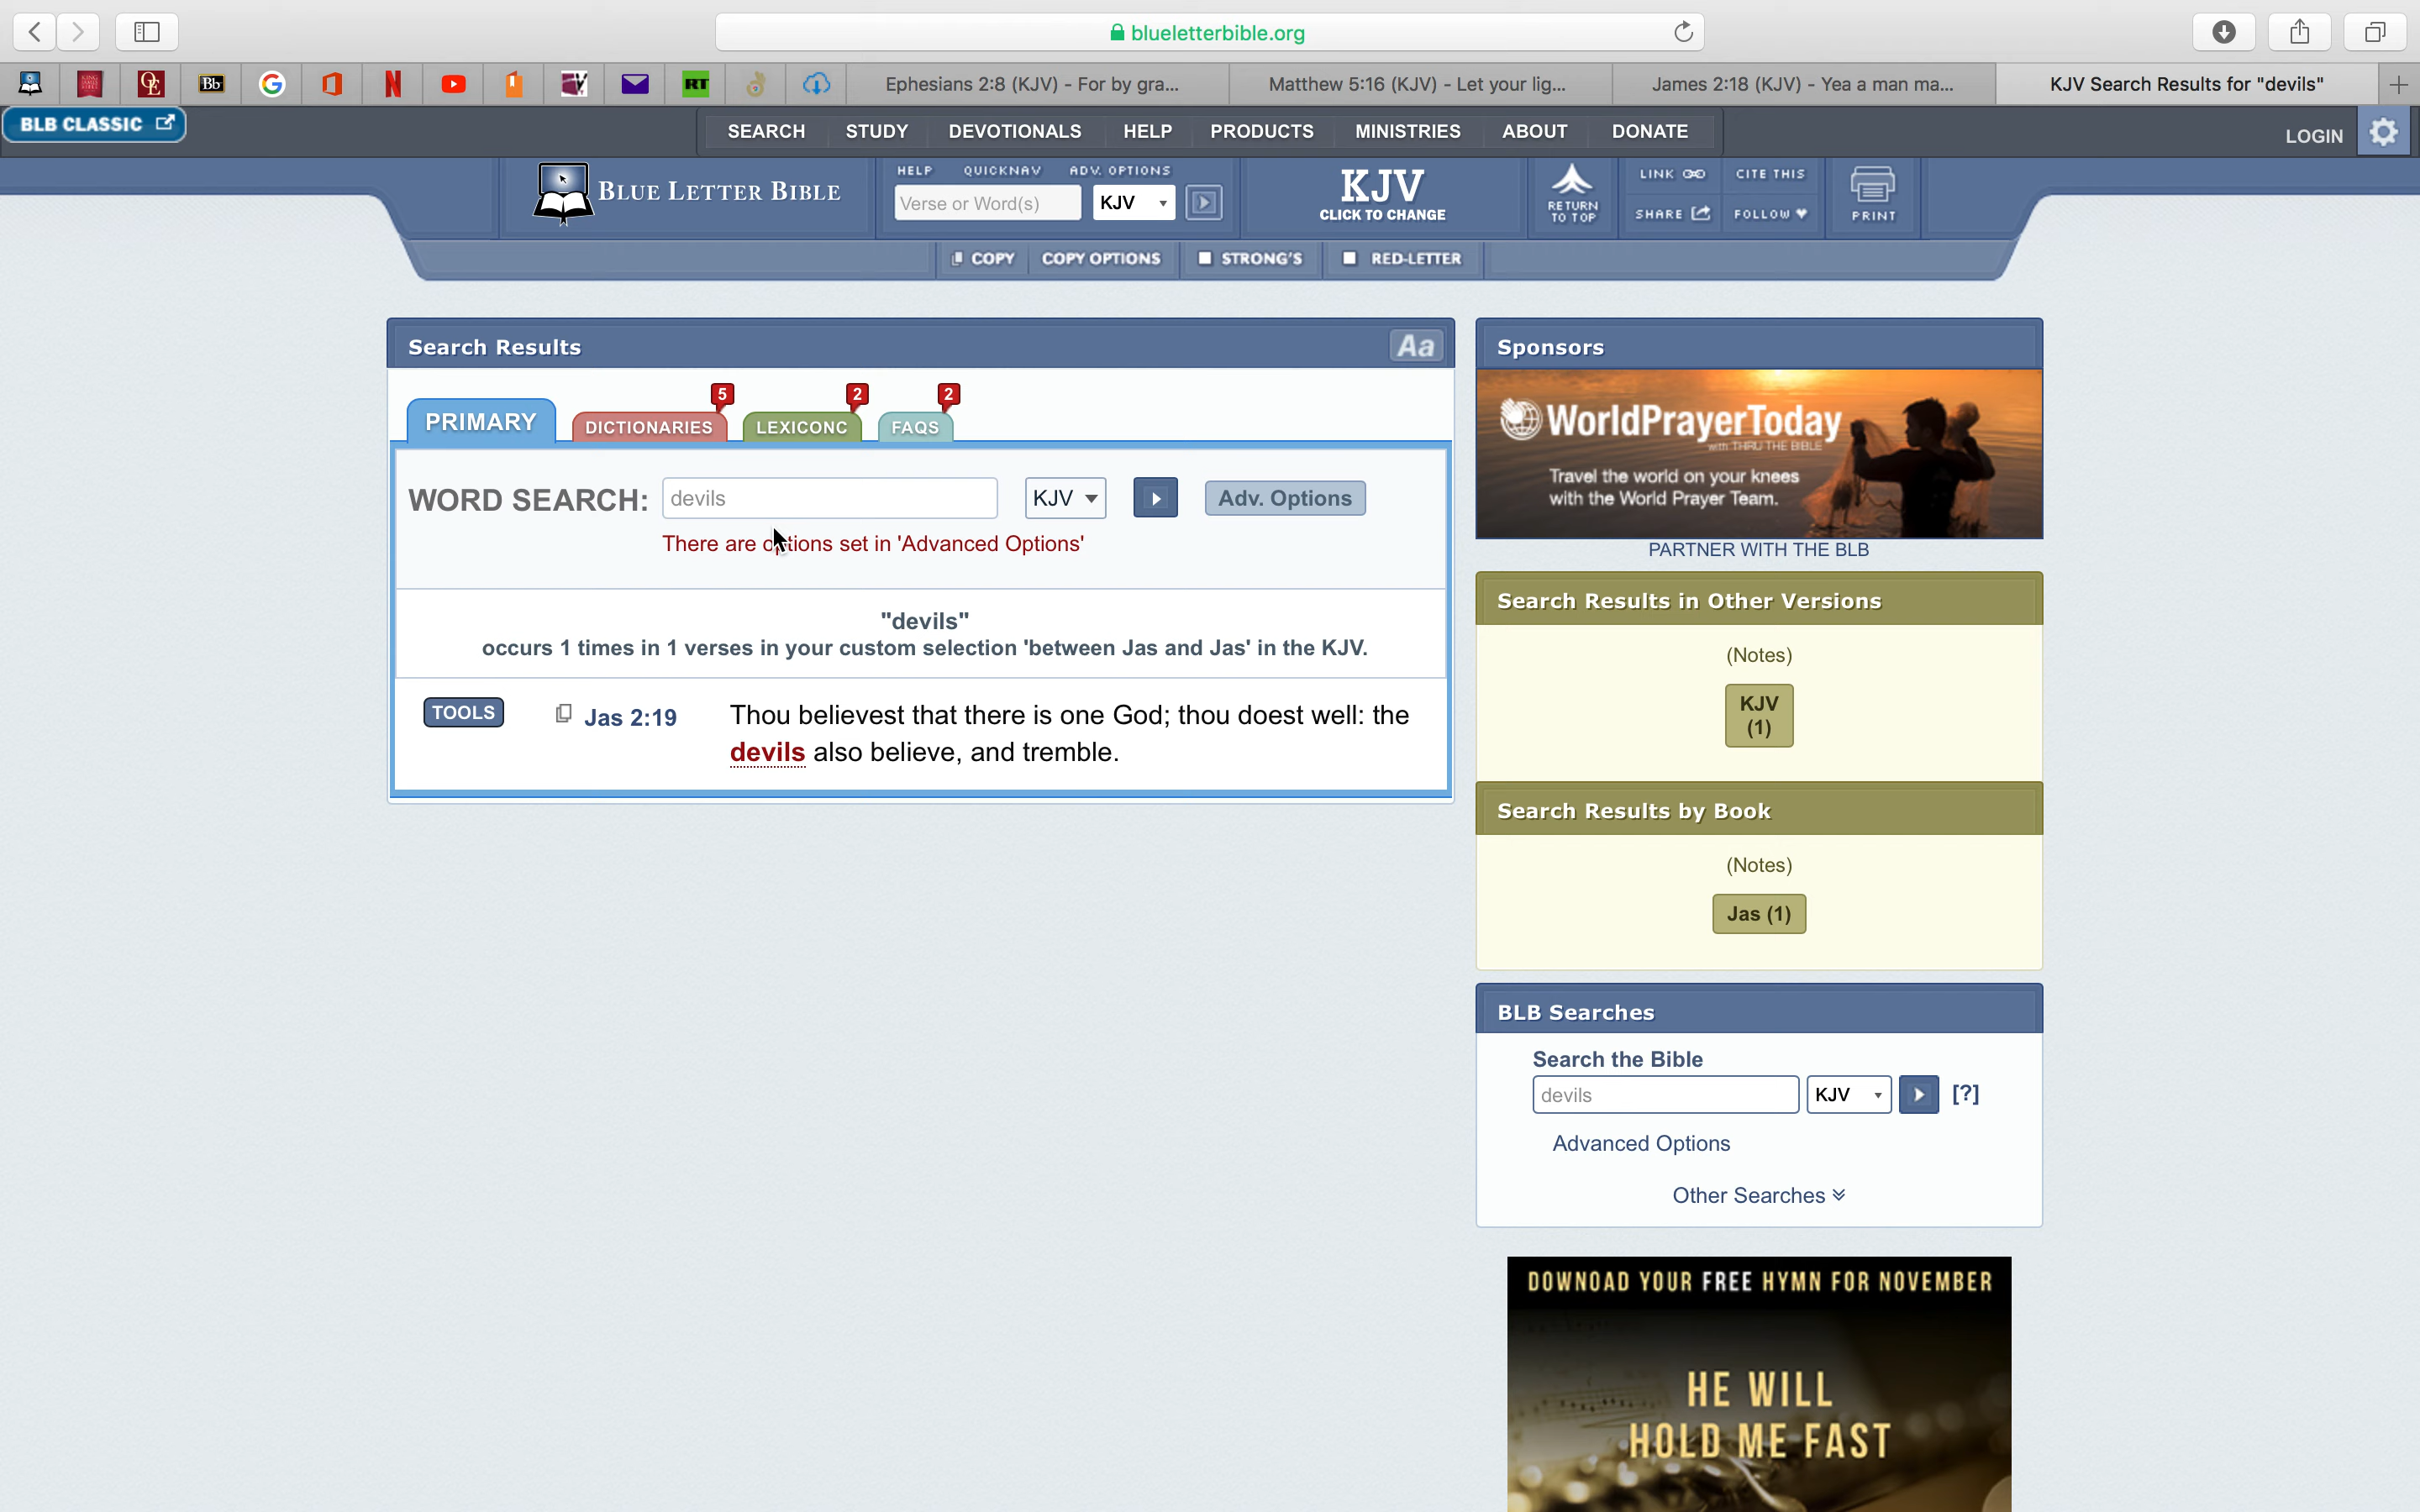 blueletterbible.org
Bb
RT
Ephesians 2:8 (KJV) - For by gra...
Matthew 5:16 (KJV) - Let your lig...
James 2:18 (KJV) - Yea a man ma...
KJV Search Results for "devils"
BLB CLASSIC
SEARCH STUDY DEVOTIONALS HELP PRODUCTS MINISTRIES ABOUT DONATE
LOGIN
BLUE LETTER BIBLE
HELP QUICKNAV ADV. OPTIONS
Verse or Word(s) KJV
KJV
CLICK TO CHANGE
RETURN
TO TOP
LINK CITE THIS
SHARE FOLLOW
PRINT
COPY COPY OPTIONS STRONG'S RED-LETTER
Search Results Aa
5 2 2
PRIMARY DICTIONARIES LEXICONC FAQS
WORD SEARCH: devils KJV Adv. Options
There are options set in 'Advanced Options'
"devils"
occurs 1 times in 1 verses in your custom selection 'between Jas and Jas' in the KJV.
TOOLS Jas 2:19 Thou believest that there is one God; thou doest well: the
devils also believe, and tremble.
Sponsors
WorldPrayerToday
with THRU THE BIBLE
Travel the world on your knees
with the World Prayer Team.
PARTNER WITH THE BLB
Search Results in Other Versions
(Notes)
KJV
(1)
Search Results by Book
(Notes)
Jas (1)
BLB Searches
Search the Bible
devils KJV [?]
Advanced Options
Other Searches
DOWNOAD YOUR FREE HYMN FOR NOVEMBER
HE WILL
HOLD ME FAST